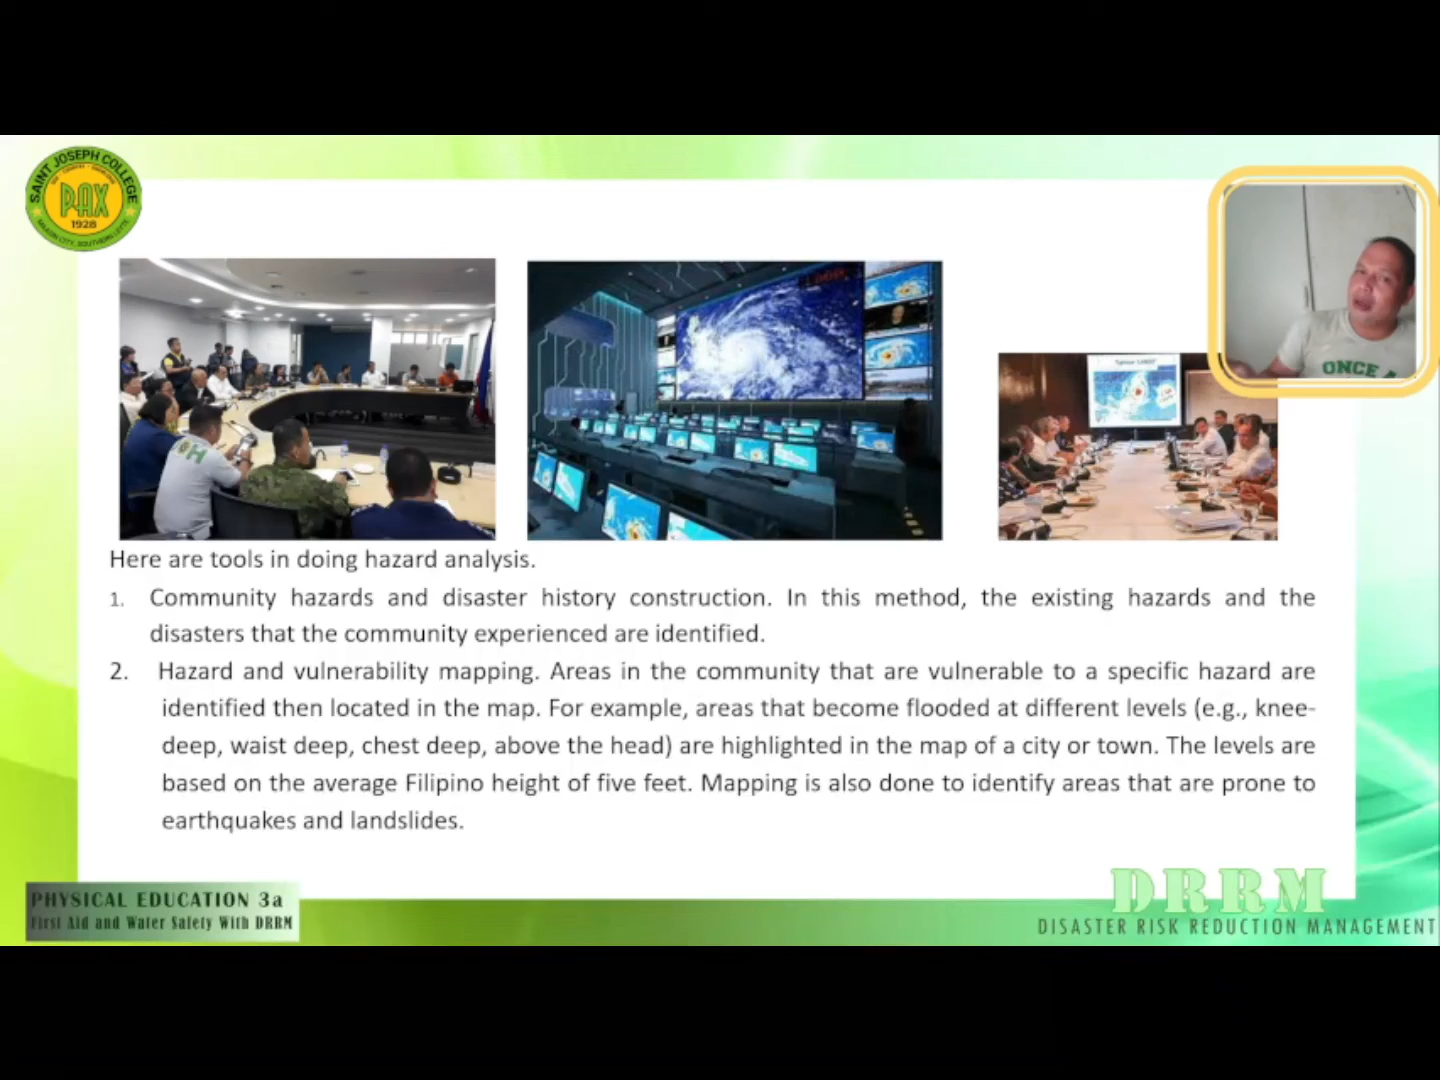 SAINT JOSEPH COLLEGE
PAX
1928
MAASIN CITY, SOUTHERN LEYTE
ONCE A
Here are tools in doing hazard analysis.
1. Community hazards and disaster history construction. In this method, the existing hazards and the
disasters that the community experienced are identified.
2. Hazard and vulnerability mapping. Areas in the community that are vulnerable to a specific hazard are
identified then located in the map. For example, areas that become flooded at different levels (e.g., knee-
deep, waist deep, chest deep, above the head) are highlighted in the map of a city or town. The levels are
based on the average Filipino height of five feet. Mapping is also done to identify areas that are prone to
earthquakes and landslides.
PHYSICAL EDUCATION 3a
First Aid and Water Safety With DRRM
DRRM
DISASTER RISK REDUCTION MANAGEMENT